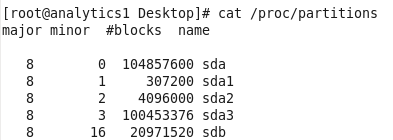 [root@analytics1 Desktop]# cat /proc/partitions
major minor  #blocks  name

   8        0  104857600 sda
   8        1     307200 sda1
   8        2    4096000 sda2
   8        3  100453376 sda3
   8       16   20971520 sdb